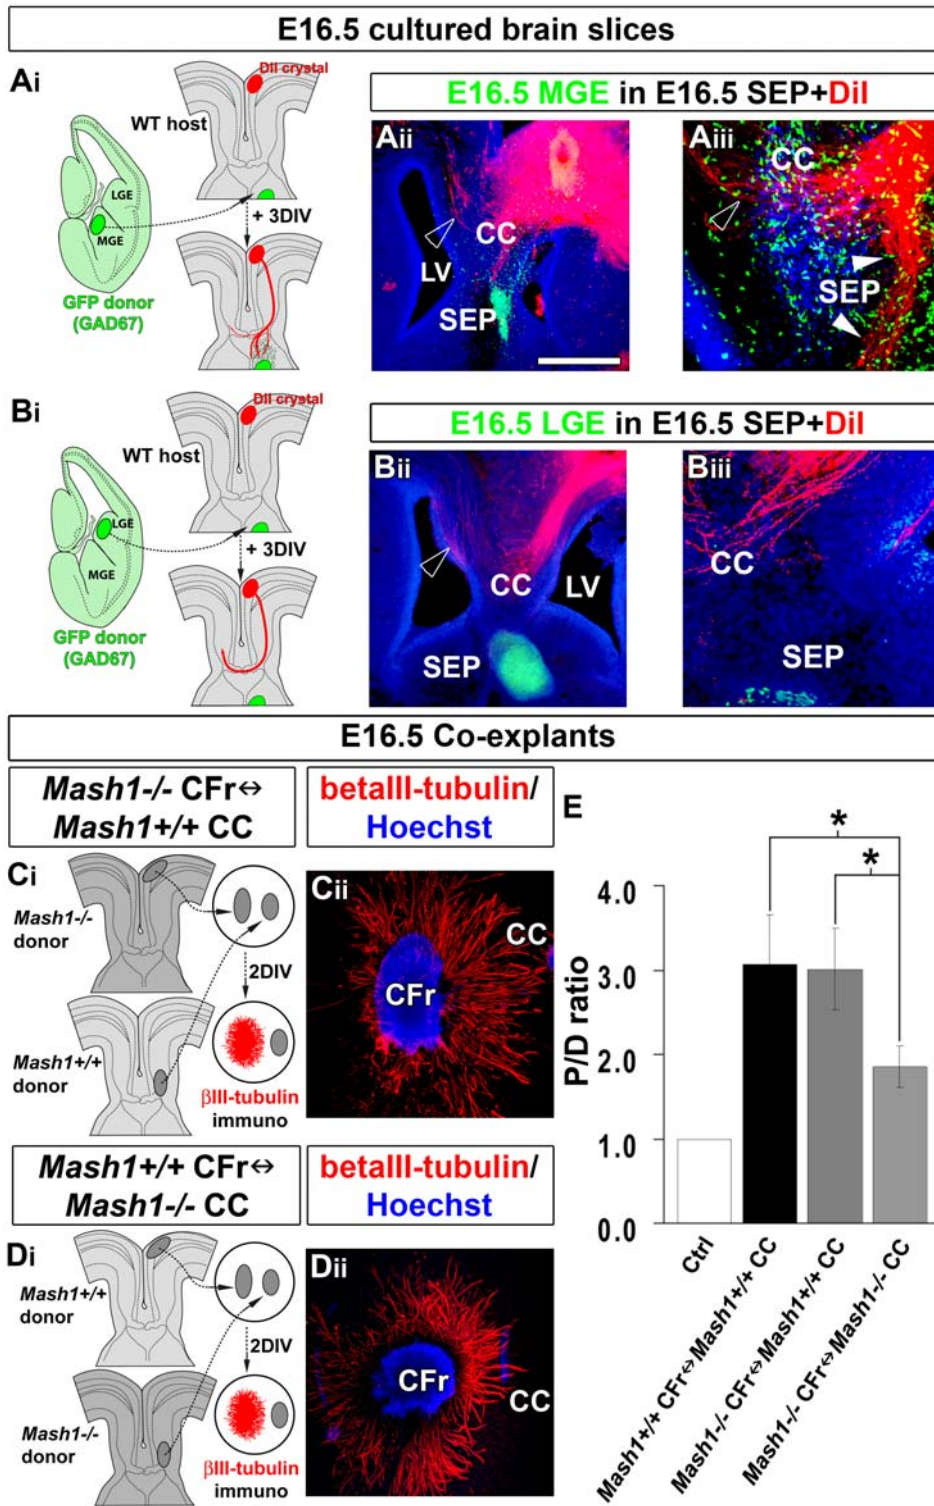 E16.5 cultured brain slices
Ai
DiI crystal
WT host
LGE
MGE
+ 3DIV
GFP donor
(GAD67)
E16.5 MGE in E16.5 SEP+DiI
Aii
CC
LV
SEP
Aiii
CC
SEP
Bi
DiI crystal
WT host
LGE
MGE
+ 3DIV
GFP donor
(GAD67)
E16.5 LGE in E16.5 SEP+DiI
Bii
CC
LV
SEP
Biii
CC
SEP
E16.5 Co-explants
Mash1-/- CFr↔
Mash1+/+ CC
betaIII-tubulin/
Hoechst
Ci
Mash1-/-
donor
2DIV
Mash1+/+
donor
βIII-tubulin
immuno
Cii
CC
CFr
Mash1+/+ CFr↔
Mash1-/- CC
betaIII-tubulin/
Hoechst
Di
Mash1+/+
donor
2DIV
Mash1-/-
donor
βIII-tubulin
immuno
Dii
CFr
CC
E
*
*
P/D ratio
4.0
3.0
2.0
1.0
0.0
Ctrl
Mash1+/+ CFr↔Mash1+/+ CC
Mash1-/- CFr↔Mash1+/+ CC
Mash1-/- CFr↔Mash1-/- CC